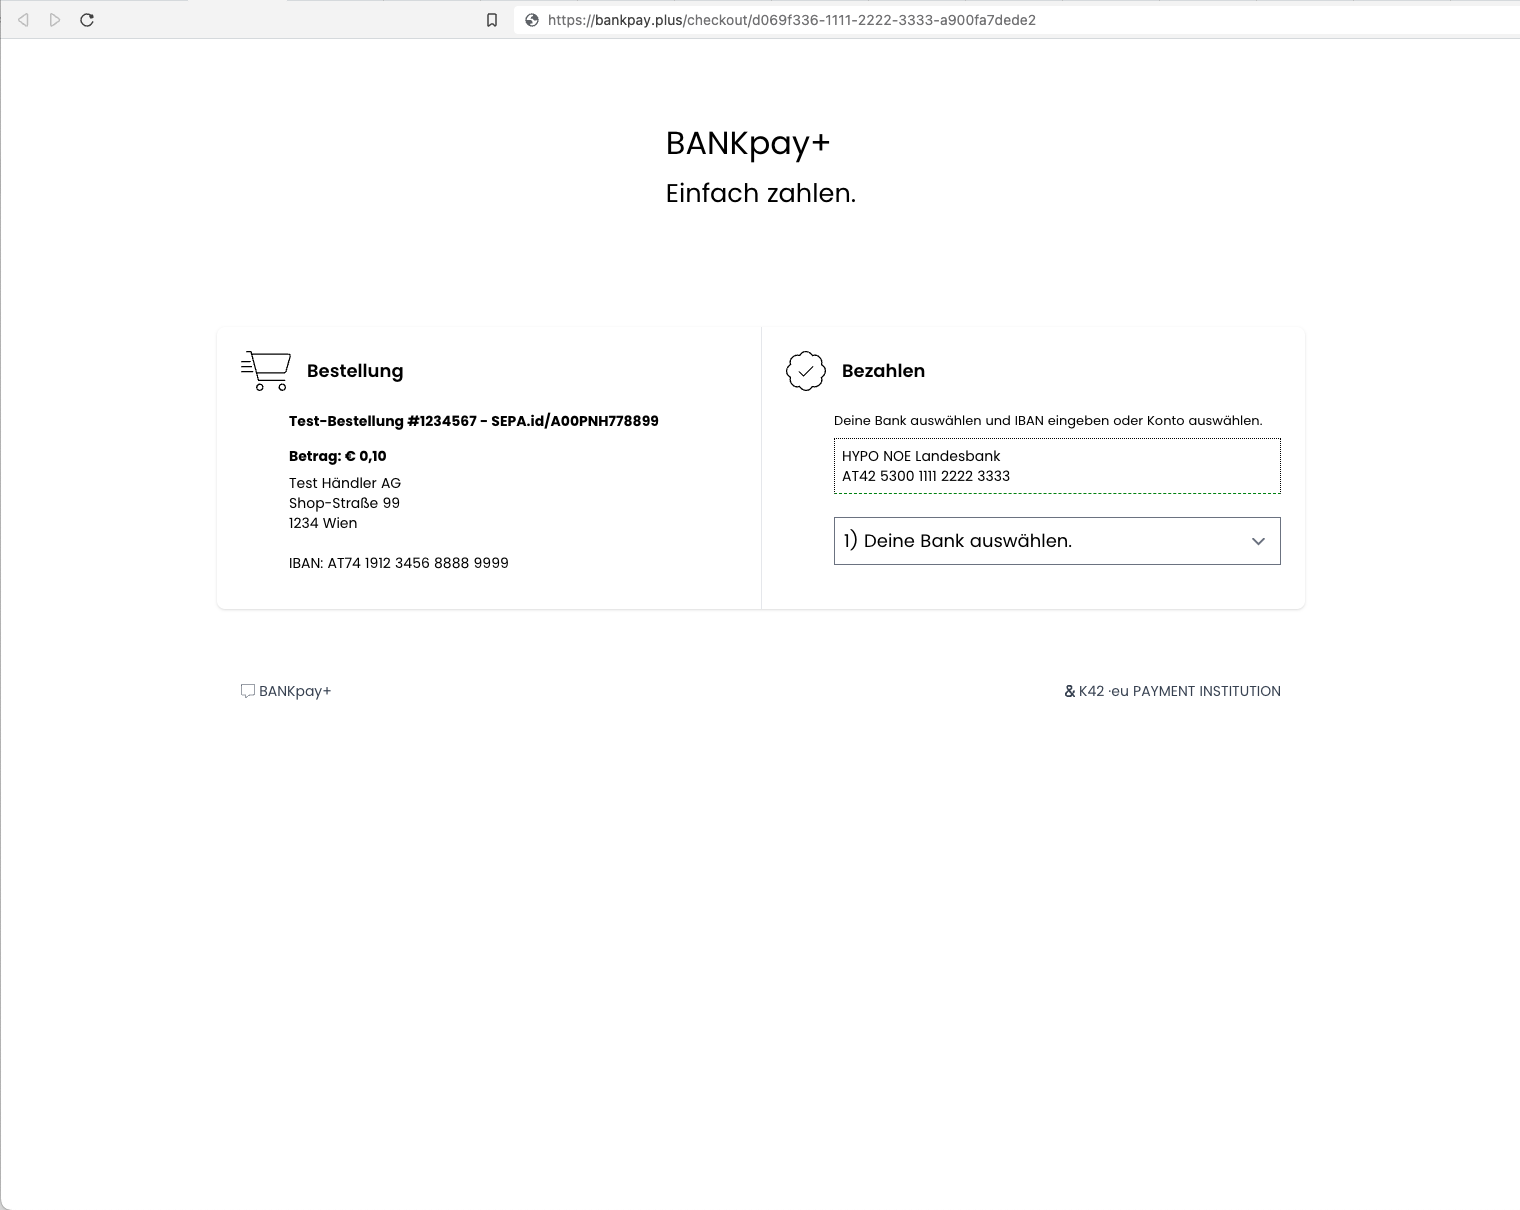 https://bankpay.plus/checkout/d069f336-1111-2222-3333-a900fa7dede2
BANKpay+
Einfach zahlen.
Bestellung
Test-Bestellung #1234567 - SEPA.id/A00PNH778899
Betrag: € 0,10
Test Händler AG
Shop-Straße 99
1234 Wien
IBAN: AT74 1912 3456 8888 9999
Bezahlen
Deine Bank auswählen und IBAN eingeben oder Konto auswählen.
HYPO NOE Landesbank
AT42 5300 1111 2222 3333
1) Deine Bank auswählen.
BANKpay+
& K42 ·eu PAYMENT INSTITUTION